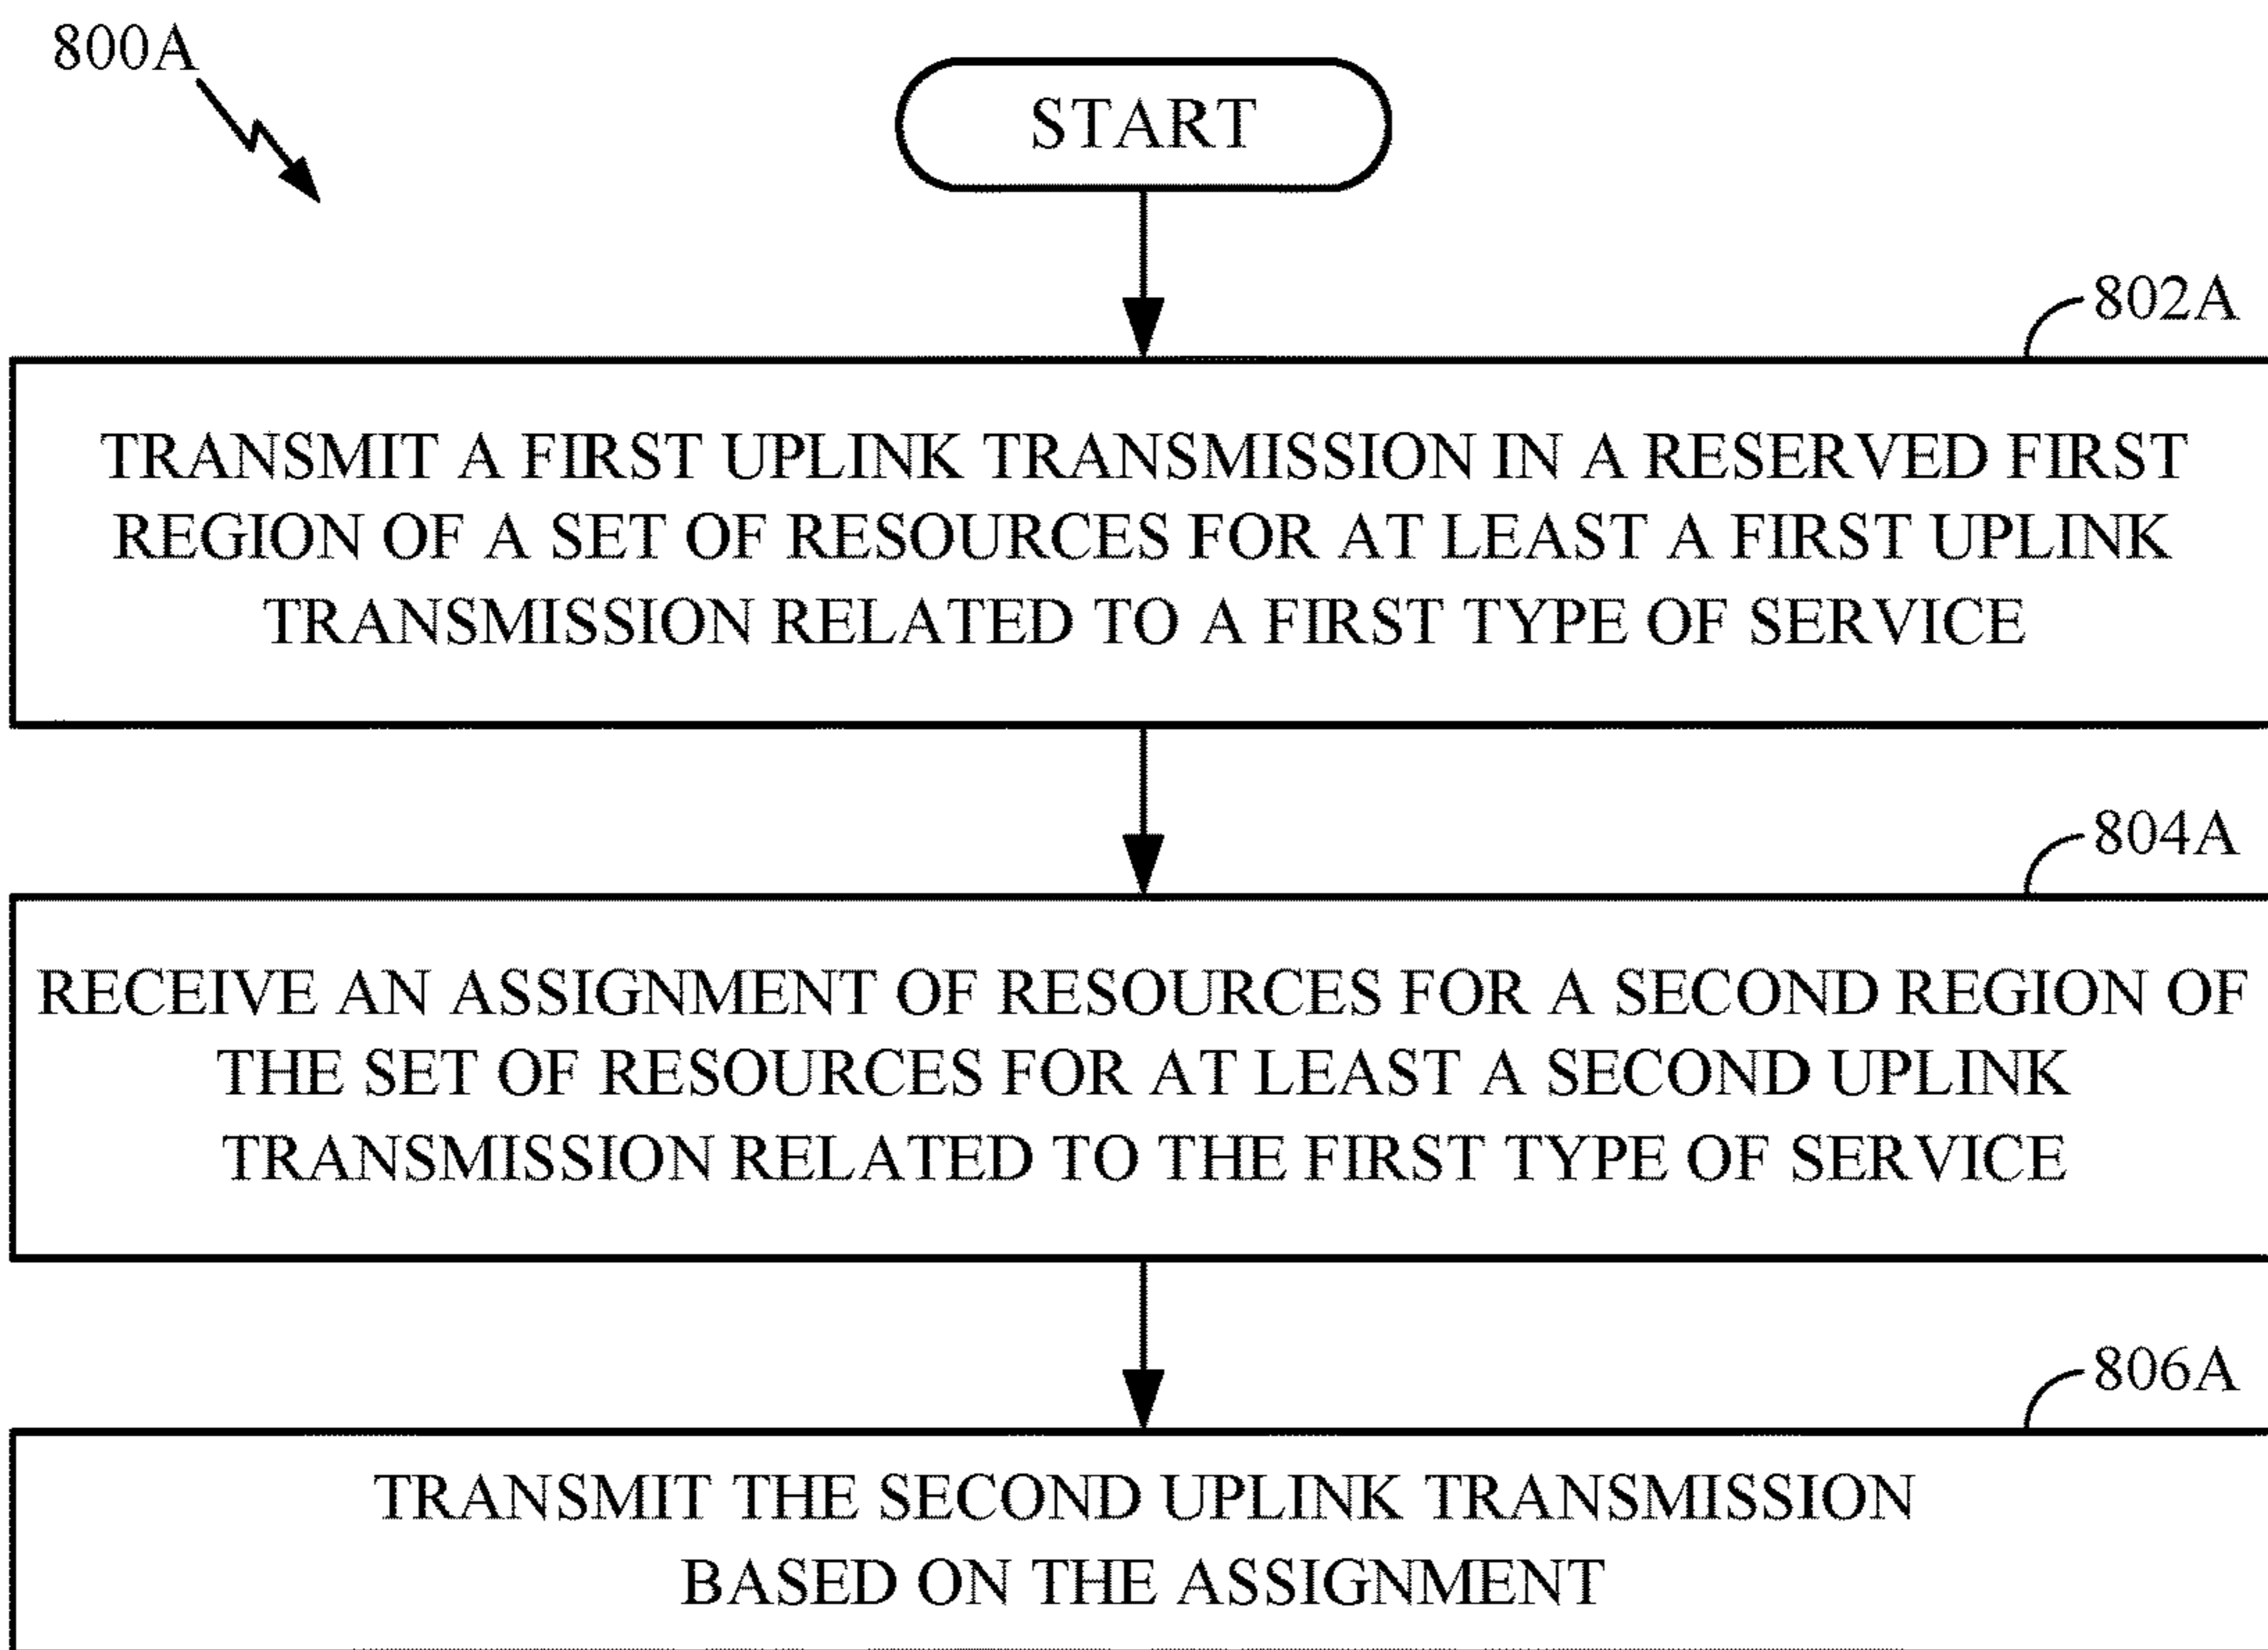 800A
START
802A
TRANSMIT A FIRST UPLINK TRANSMISSION IN A RESERVED FIRST
REGION OF A SET OF RESOURCES FOR AT LEAST A FIRST UPLINK
TRANSMISSION RELATED TO A FIRST TYPE OF SERVICE
804A
RECEIVE AN ASSIGNMENT OF RESOURCES FOR A SECOND REGION OF
THE SET OF RESOURCES FOR AT LEAST A SECOND UPLINK
TRANSMISSION RELATED TO THE FIRST TYPE OF SERVICE
806A
TRANSMIT THE SECOND UPLINK TRANSMISSION
BASED ON THE ASSIGNMENT